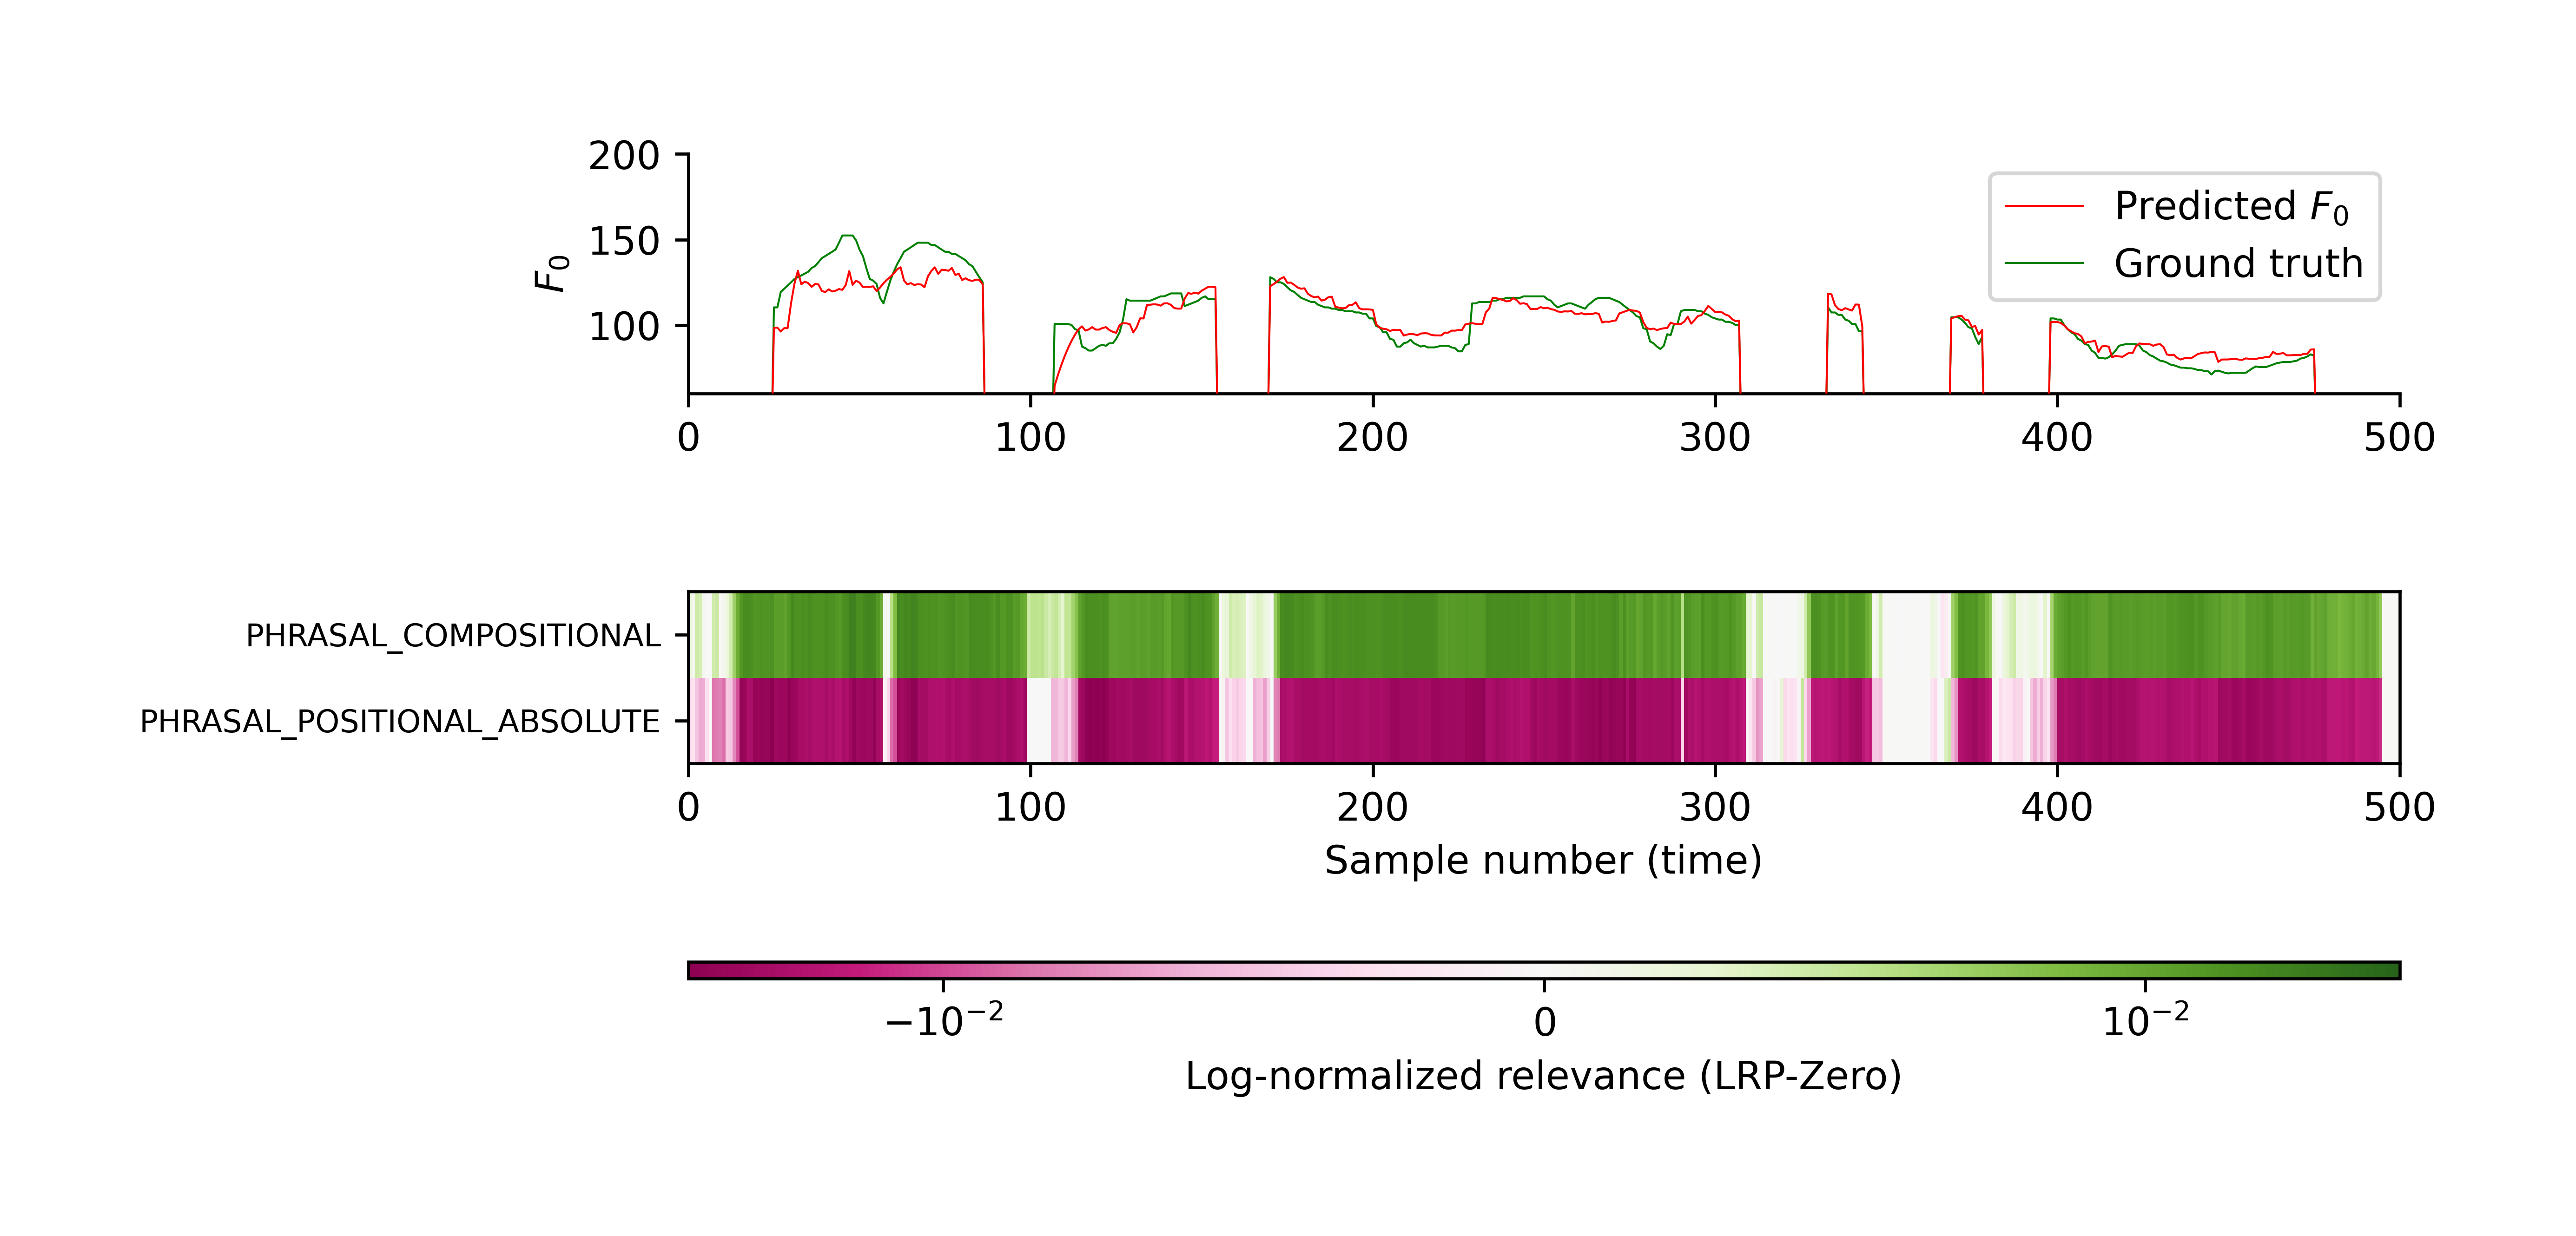 200
150
100
F₀
Predicted F₀
Ground truth
0 100 200 300 400 500
PHRASAL_COMPOSITIONAL
PHRASAL_POSITIONAL_ABSOLUTE
0 100 200 300 400 500
Sample number (time)
−10⁻² 0 10⁻²
Log-normalized relevance (LRP-Zero)